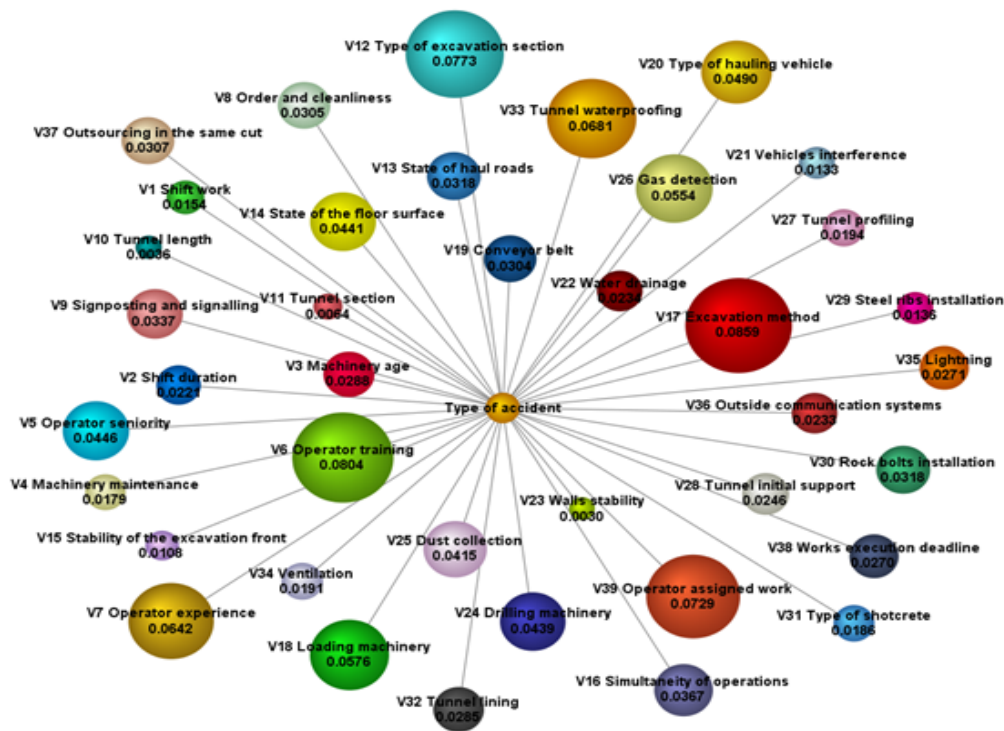 V12 Type of excavation section
0.0773
V20 Type of hauling vehicle
0.0490
V8 Order and cleanliness
0.0305
V33 Tunnel waterproofing
0.0681
V37 Outsourcing in the same cut
0.0307
V13 State of haul roads
0.0318
V21 Vehicles interference
0.0133
V26 Gas detection
0.0554
V1 Shift work
0.0154
V14 State of the floor surface
0.0441
V27 Tunnel profiling
0.0194
V10 Tunnel length
0.0036
V19 Conveyor belt
0.0304
V22 Water drainage
0.0234
V9 Signposting and signalling
0.0337
V11 Tunnel section
0.0064
V17 Excavation method
0.0859
V29 Steel ribs installation
0.0136
V3 Machinery age
0.0288
V35 Lightning
0.0271
V2 Shift duration
0.0221
Type of accident
V36 Outside communication systems
0.0233
V5 Operator seniority
0.0446
V6 Operator training
0.0804
V30 Rock bolts installation
0.0318
V4 Machinery maintenance
0.0179
V28 Tunnel initial support
0.0246
V23 Walls stability
0.0030
V15 Stability of the excavation front
0.0108
V25 Dust collection
0.0415
V38 Works execution deadline
0.0270
V34 Ventilation
0.0191
V39 Operator assigned work
0.0729
V7 Operator experience
0.0642
V24 Drilling machinery
0.0439
V31 Type of shotcrete
0.0186
V18 Loading machinery
0.0576
V16 Simultaneity of operations
0.0367
V32 Tunnel lining
0.0285